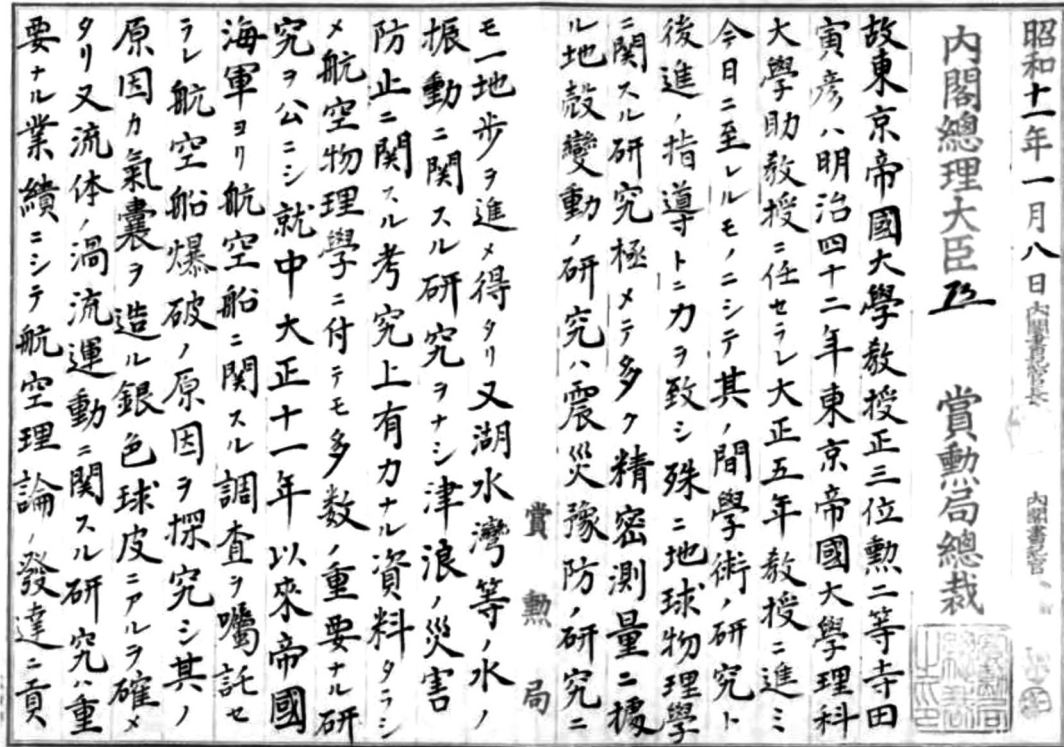 昭和十一年一月八日 内閣書記官長 内閣書記官
内閣總理大臣 賞勲局總裁
故東京帝國大學教授正三位勲二等寺田
寅彦ハ明治四十二年東京帝國大學理科
大學助教授ニ任セラレ大正五年教授ニ進ミ
今日ニ至レルモノニシテ其ノ間學術ノ研究ト
後進ノ指導トニ力ヲ致シ殊ニ地球物理學
ニ関スル研究極メテ多ク精密測量ニ據
ル地殻變動ノ研究ハ震災豫防ノ研究ニ
賞勲局
モ一地歩ヲ進メ得タリ又湖水灣等ノ水ノ
振動ニ関スル研究ヲナシ津浪ノ災害
防止ニ関スル考究上有力ナル資料タラシ
メ航空物理學ニ付テモ多数ノ重要ナル研
究ヲ公ニシ就中大正十一年以來帝國
海軍ヨリ航空船ニ関スル調査ヲ囑託セ
ラレ航空船爆破ノ原因ヲ探究シ其ノ
原因カ氣嚢ヲ造ル銀色球皮ニアルヲ確メ
タリ又流体ノ渦流運動ニ関スル研究ハ重
要ナル業績ニシテ航空理論ノ發達ニ貢